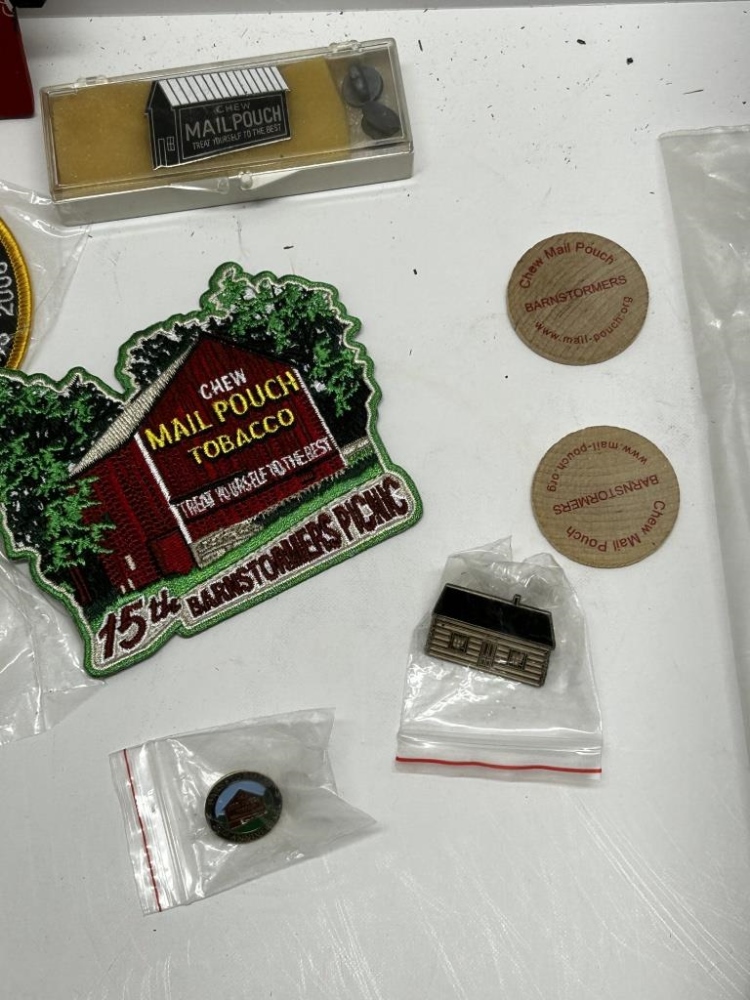 CHEW
MAIL POUCH
TREAT YOURSELF TO THE BEST
2006
CHEW
MAIL POUCH
TOBACCO
TREAT YOURSELF TO THE BEST
15th BARNSTORMERS PICNIC
Chew Mail Pouch
BARNSTORMERS
www.mail-pouch.org
www.mail-pouch.org
BARNSTORMERS
Chew Mail Pouch